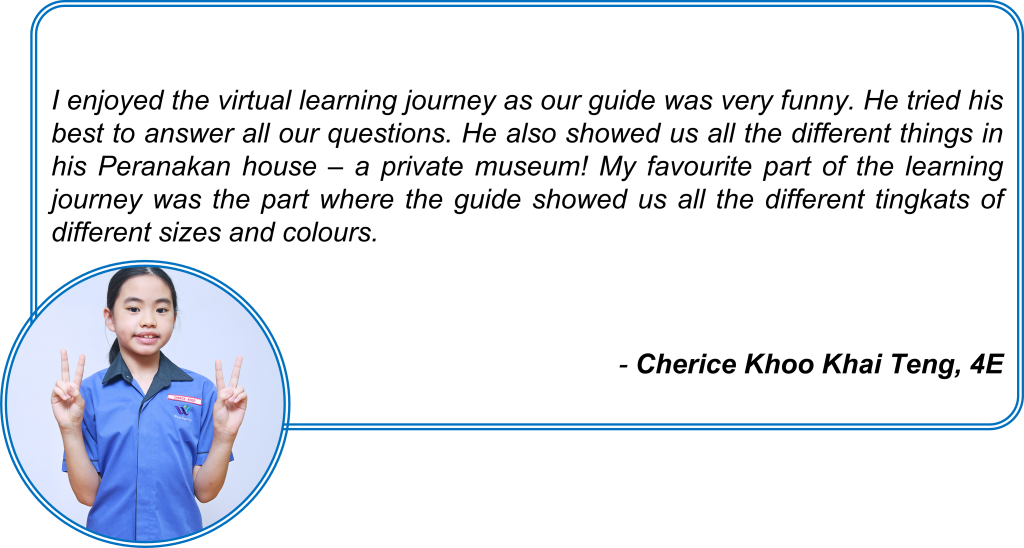 I enjoyed the virtual learning journey as our guide was very funny. He tried his
best to answer all our questions. He also showed us all the different things in
his Peranakan house – a private museum! My favourite part of the learning
journey was the part where the guide showed us all the different tingkats of
different sizes and colours.
- Cherice Khoo Khai Teng, 4E